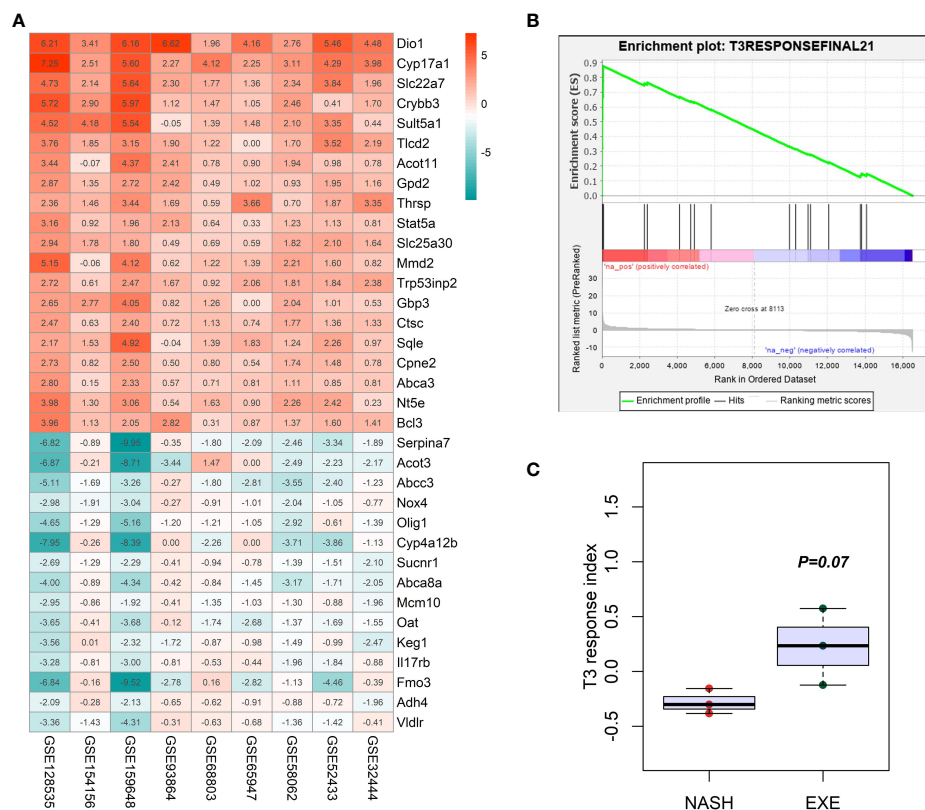 A
6.21 3.41 6.16 6.62 1.96 4.16 2.76 5.46 4.48 Dio1
7.25 2.51 5.60 2.27 4.12 2.25 3.11 4.29 3.98 Cyp17a1
4.73 2.14 5.64 2.30 1.77 1.36 2.34 3.84 1.96 Slc22a7
5.72 2.90 5.97 1.12 1.47 1.05 2.46 0.41 1.70 Crybb3
4.52 4.18 5.54 -0.05 1.39 1.48 2.10 3.35 0.44 Sult5a1
3.76 1.85 3.15 1.90 1.22 0.00 1.70 3.52 2.19 Tlcd2
3.44 -0.07 4.37 2.41 0.78 0.90 1.94 0.98 0.78 Acot11
2.87 1.35 2.72 2.42 0.49 1.02 0.93 1.95 1.16 Gpd2
2.36 1.46 3.44 1.69 0.59 3.66 0.70 1.87 3.35 Thrsp
3.16 0.92 1.96 2.13 0.64 0.33 1.23 1.13 0.81 Stat5a
2.94 1.78 1.80 0.49 0.69 0.59 1.82 2.10 1.64 Slc25a30
5.15 -0.06 4.12 0.62 1.22 1.39 2.21 1.60 0.82 Mmd2
2.72 0.61 2.47 1.67 0.92 2.06 1.81 1.84 2.38 Trp53inp2
2.65 2.77 4.05 0.82 1.26 0.00 2.04 1.01 0.53 Gbp3
2.47 0.63 2.40 0.72 1.13 0.74 1.77 1.36 1.33 Ctsc
2.17 1.53 4.92 -0.04 1.39 1.83 1.24 2.26 0.97 Sqle
2.73 0.82 2.50 0.50 0.80 0.54 1.74 1.48 0.78 Cpne2
2.80 0.15 2.33 0.57 0.71 0.81 1.11 0.85 0.81 Abca3
3.98 1.30 3.06 0.54 1.63 0.90 2.26 2.42 0.23 Nt5e
3.96 1.13 2.05 2.82 0.31 0.87 1.37 1.60 1.41 Bcl3
-6.82 -0.89 -9.95 -0.35 -1.80 -2.09 -2.46 -3.34 -1.89 Serpina7
-6.87 -0.21 -8.71 -3.44 1.47 0.00 -2.49 -2.23 -2.17 Acot3
-5.11 -1.69 -3.26 -0.27 -1.80 -2.81 -3.55 -2.40 -1.23 Abcc3
-2.98 -1.91 -3.04 -0.27 -0.91 -1.01 -2.04 -1.05 -0.77 Nox4
-4.65 -1.29 -5.16 -1.20 -1.21 -1.05 -2.92 -0.61 -1.39 Olig1
-7.95 -0.26 -8.39 0.00 -2.26 0.00 -3.71 -3.86 -1.13 Cyp4a12b
-2.69 -1.29 -2.29 -0.41 -0.94 -0.78 -1.39 -1.51 -2.10 Sucnr1
-4.00 -0.89 -4.34 -0.42 -0.84 -1.45 -3.17 -1.71 -2.05 Abca8a
-2.95 -0.86 -1.92 -0.41 -1.35 -1.03 -1.30 -0.88 -1.96 Mcm10
-3.65 -0.41 -3.68 -0.12 -1.74 -2.68 -1.37 -1.69 -1.55 Oat
-3.56 0.01 -2.32 -1.72 -0.87 -0.98 -1.49 -0.99 -2.47 Keg1
-3.28 -0.81 -3.00 -0.81 -0.53 -0.44 -1.96 -1.84 -0.88 Il17rb
-6.84 -0.16 -9.52 -2.78 0.16 -2.82 -1.13 -4.46 -0.39 Fmo3
-2.09 -0.28 -2.13 -0.65 -0.62 -0.91 -0.88 -0.72 -1.96 Adh4
-3.36 -1.43 -4.31 -0.31 -0.63 -0.68 -1.36 -1.42 -0.41 Vldlr
GSE128535 GSE154156 GSE159648 GSE93864 GSE68803 GSE65947 GSE58062 GSE52433 GSE32444
5
0
-5
B
Enrichment plot: T3RESPONSEFINAL21
Enrichment score (ES)
0.9
0.8
0.7
0.6
0.5
0.4
0.3
0.2
0.1
0.0
'na_pos' (positively correlated)
Ranked list metric (PreRanked)
30
20
10
0
-10
Zero cross at 8113
'na_neg' (negatively correlated)
0 2,000 4,000 6,000 8,000 10,000 12,000 14,000 16,000
Rank in Ordered Dataset
Enrichment profile Hits Ranking metric scores
C
T3 response index
1.5
1.0
0.5
0.0
-0.5
P=0.07
NASH EXE